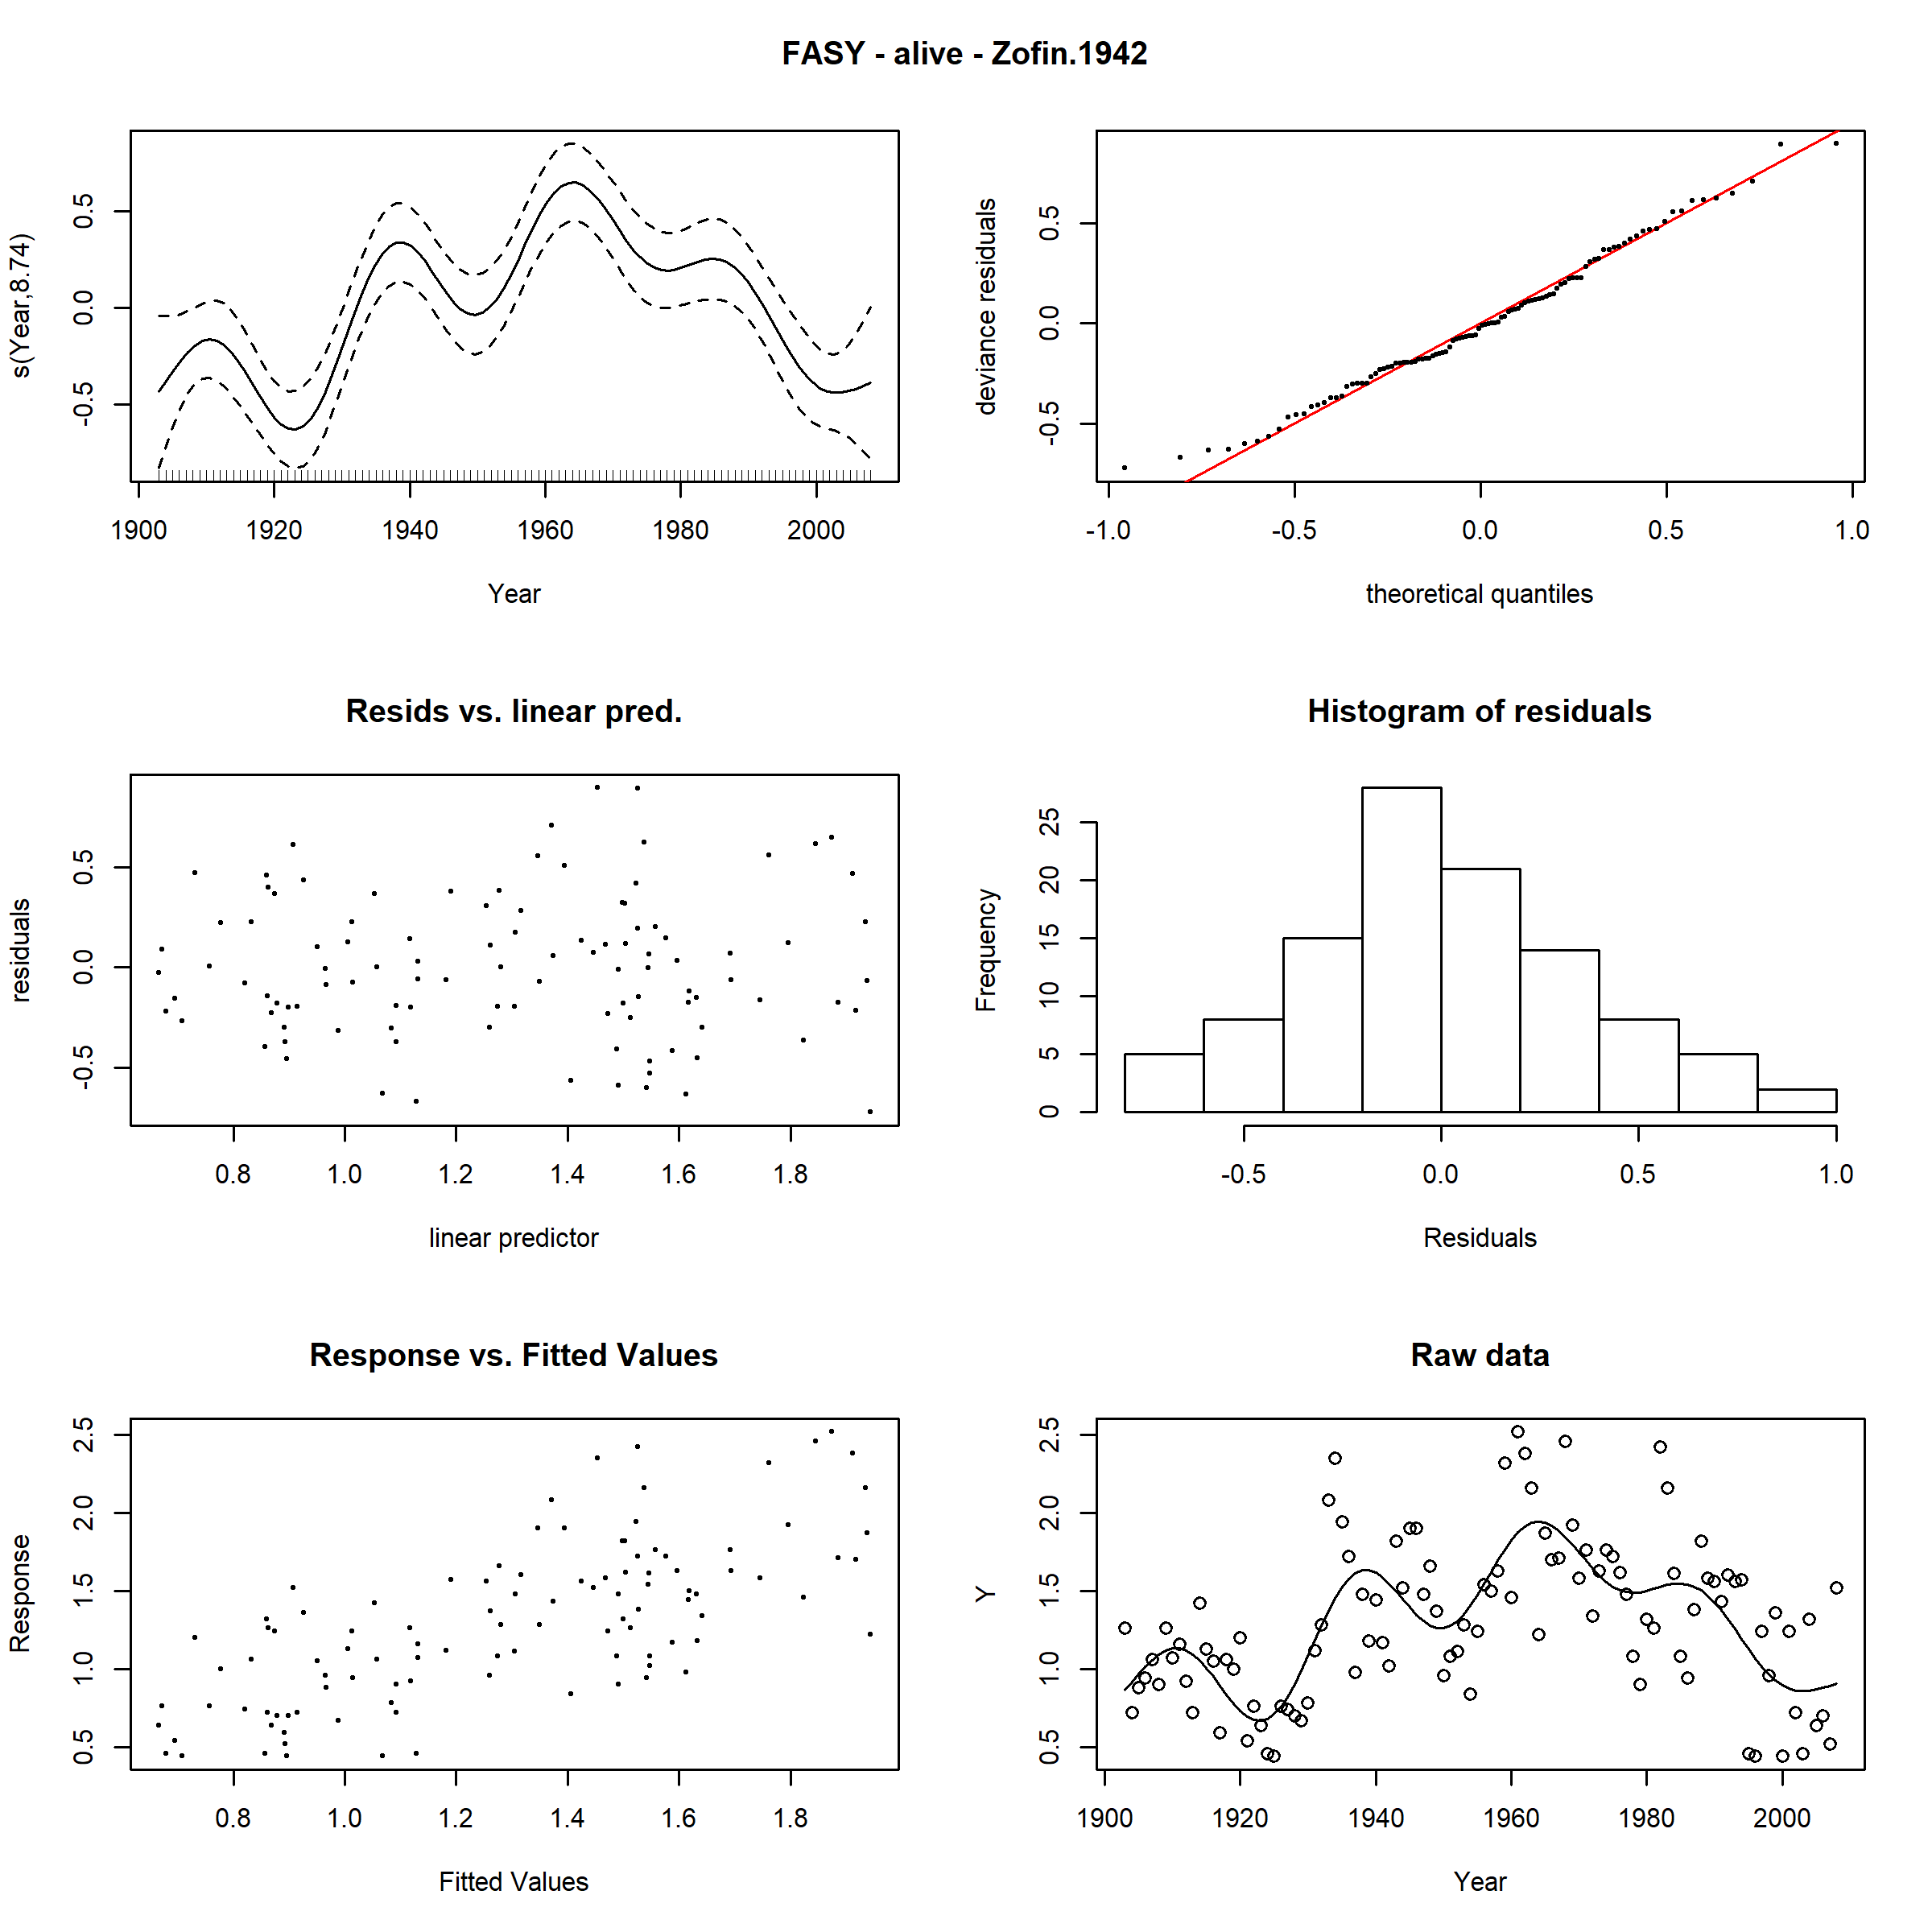 FASY - alive - Zofin.1942
s(Year,8.74)
0.5
0.0
-0.5
1900 1920 1940 1960 1980 2000
Year
deviance residuals
0.5
0.0
-0.5
-1.0 -0.5 0.0 0.5 1.0
theoretical quantiles
Resids vs. linear pred.
residuals
0.5
0.0
-0.5
0.8 1.0 1.2 1.4 1.6 1.8
linear predictor
Histogram of residuals
Frequency
25
20
15
10
5
0
-0.5 0.0 0.5 1.0
Residuals
Response vs. Fitted Values
Response
2.5
2.0
1.5
1.0
0.5
0.8 1.0 1.2 1.4 1.6 1.8
Fitted Values
Raw data
Y
2.5
2.0
1.5
1.0
0.5
1900 1920 1940 1960 1980 2000
Year